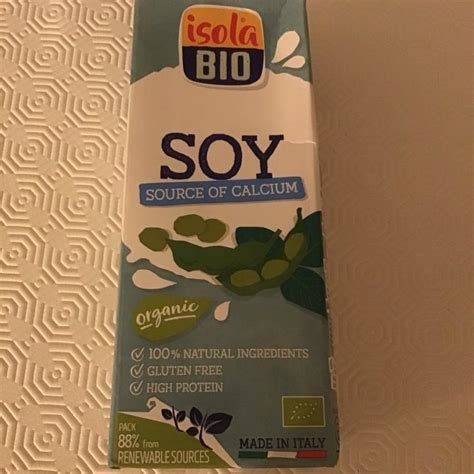 isola
BIO
SOY
SOURCE OF CALCIUM
organic
100% NATURAL INGREDIENTS
GLUTEN FREE
HIGH PROTEIN
PACK
88% from
RENEWABLE SOURCES
MADE IN ITALY